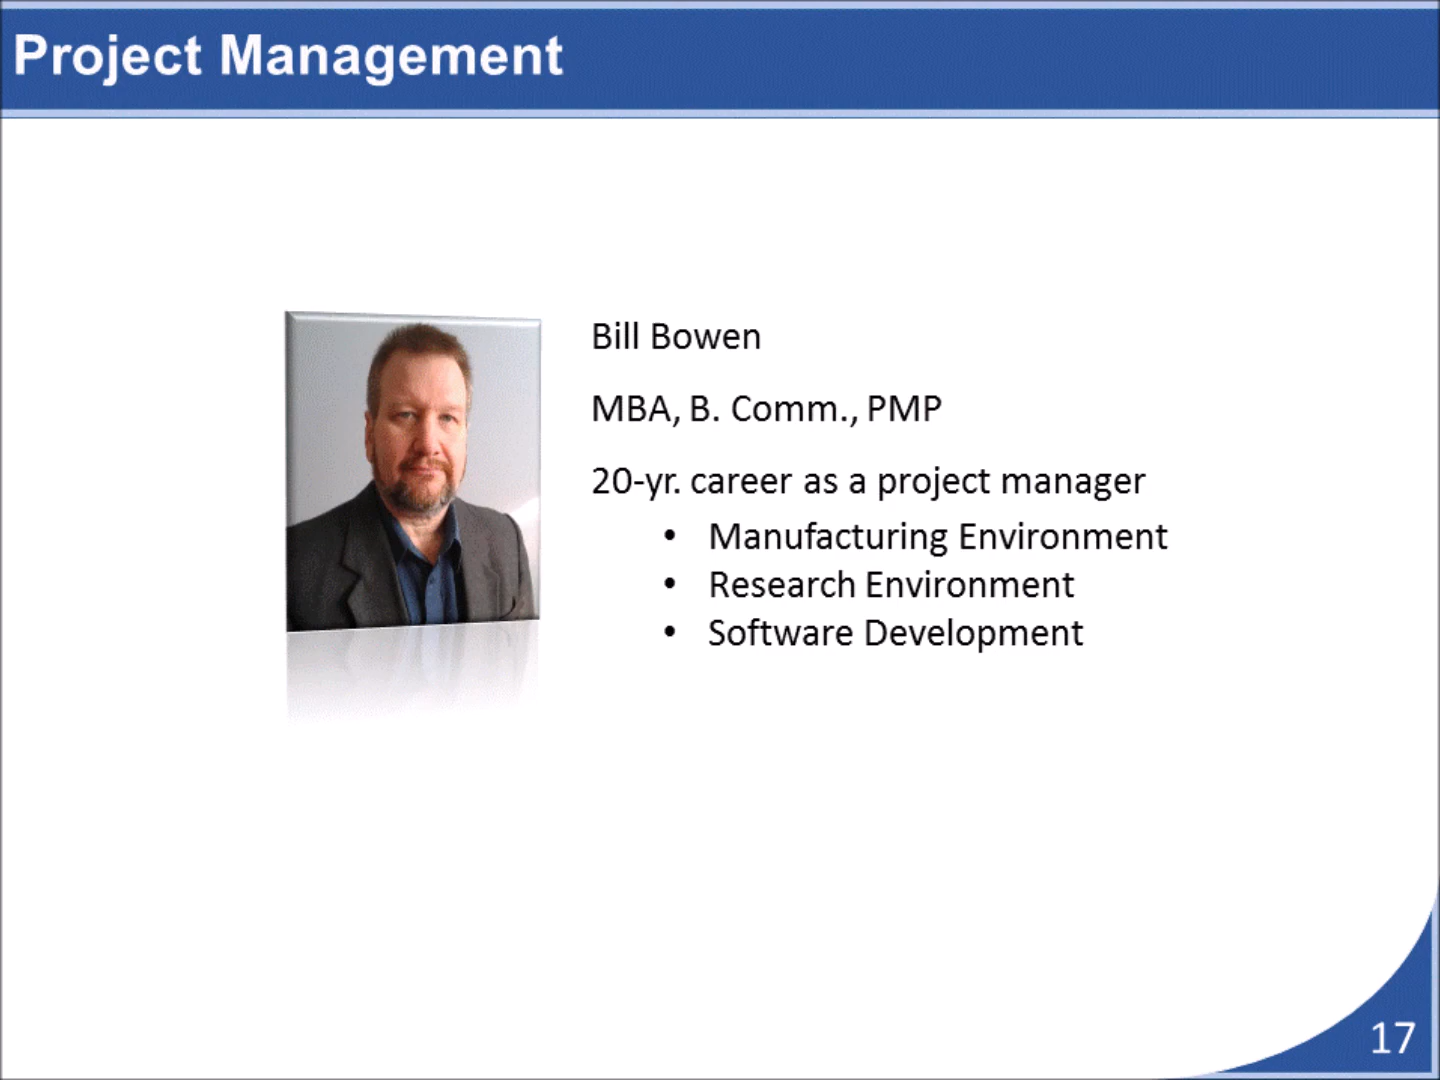 Project Management
Bill Bowen
MBA, B. Comm., PMP
20-yr. career as a project manager
• Manufacturing Environment
• Research Environment
• Software Development
17